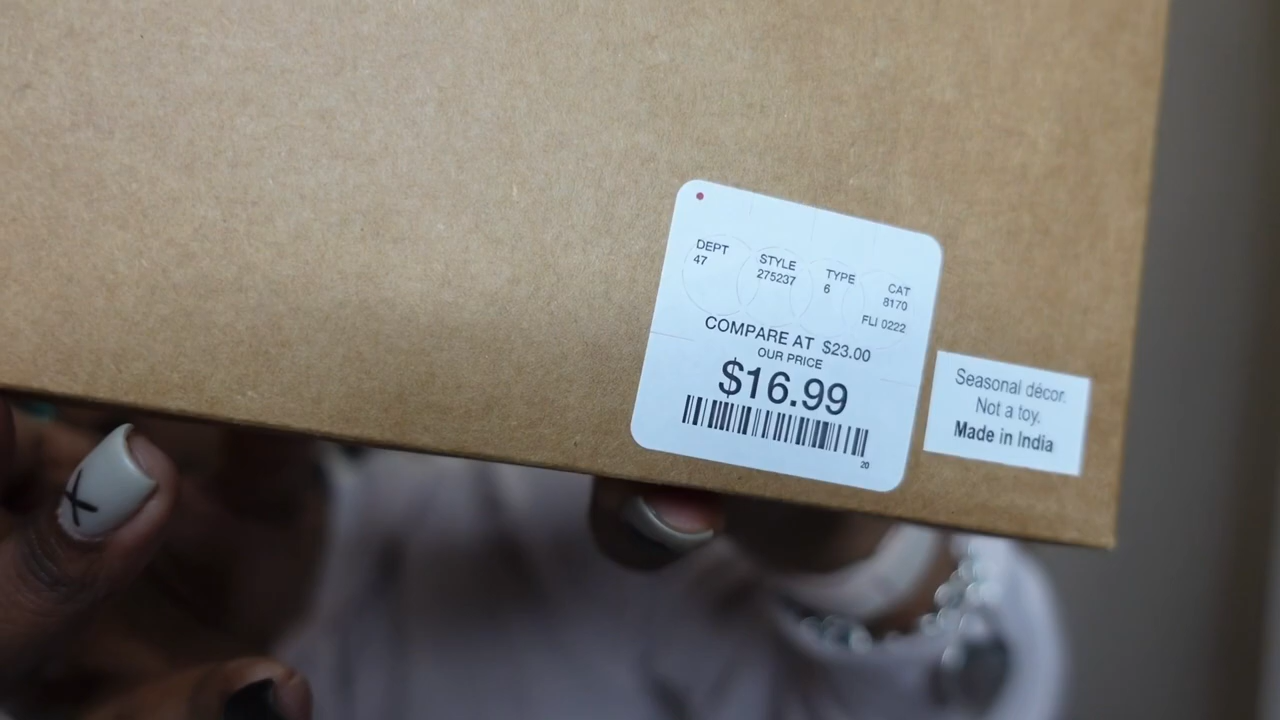 DEPT STYLE TYPE CAT
47 275237 6 8170
FLI 0222
COMPARE AT $23.00
OUR PRICE
$16.99
20
Seasonal décor.
Not a toy.
Made in India